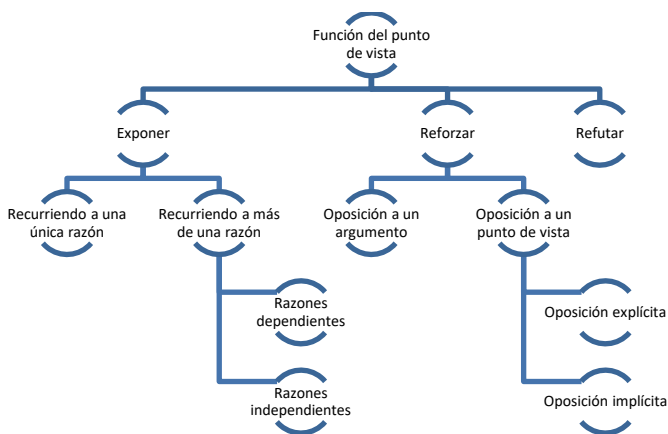 Función del punto
de vista
Exponer
Reforzar
Refutar
Recurriendo a una
única razón
Recurriendo a más
de una razón
Oposición a un
argumento
Oposición a un
punto de vista
Razones
dependientes
Oposición explícita
Razones
independientes
Oposición implícita